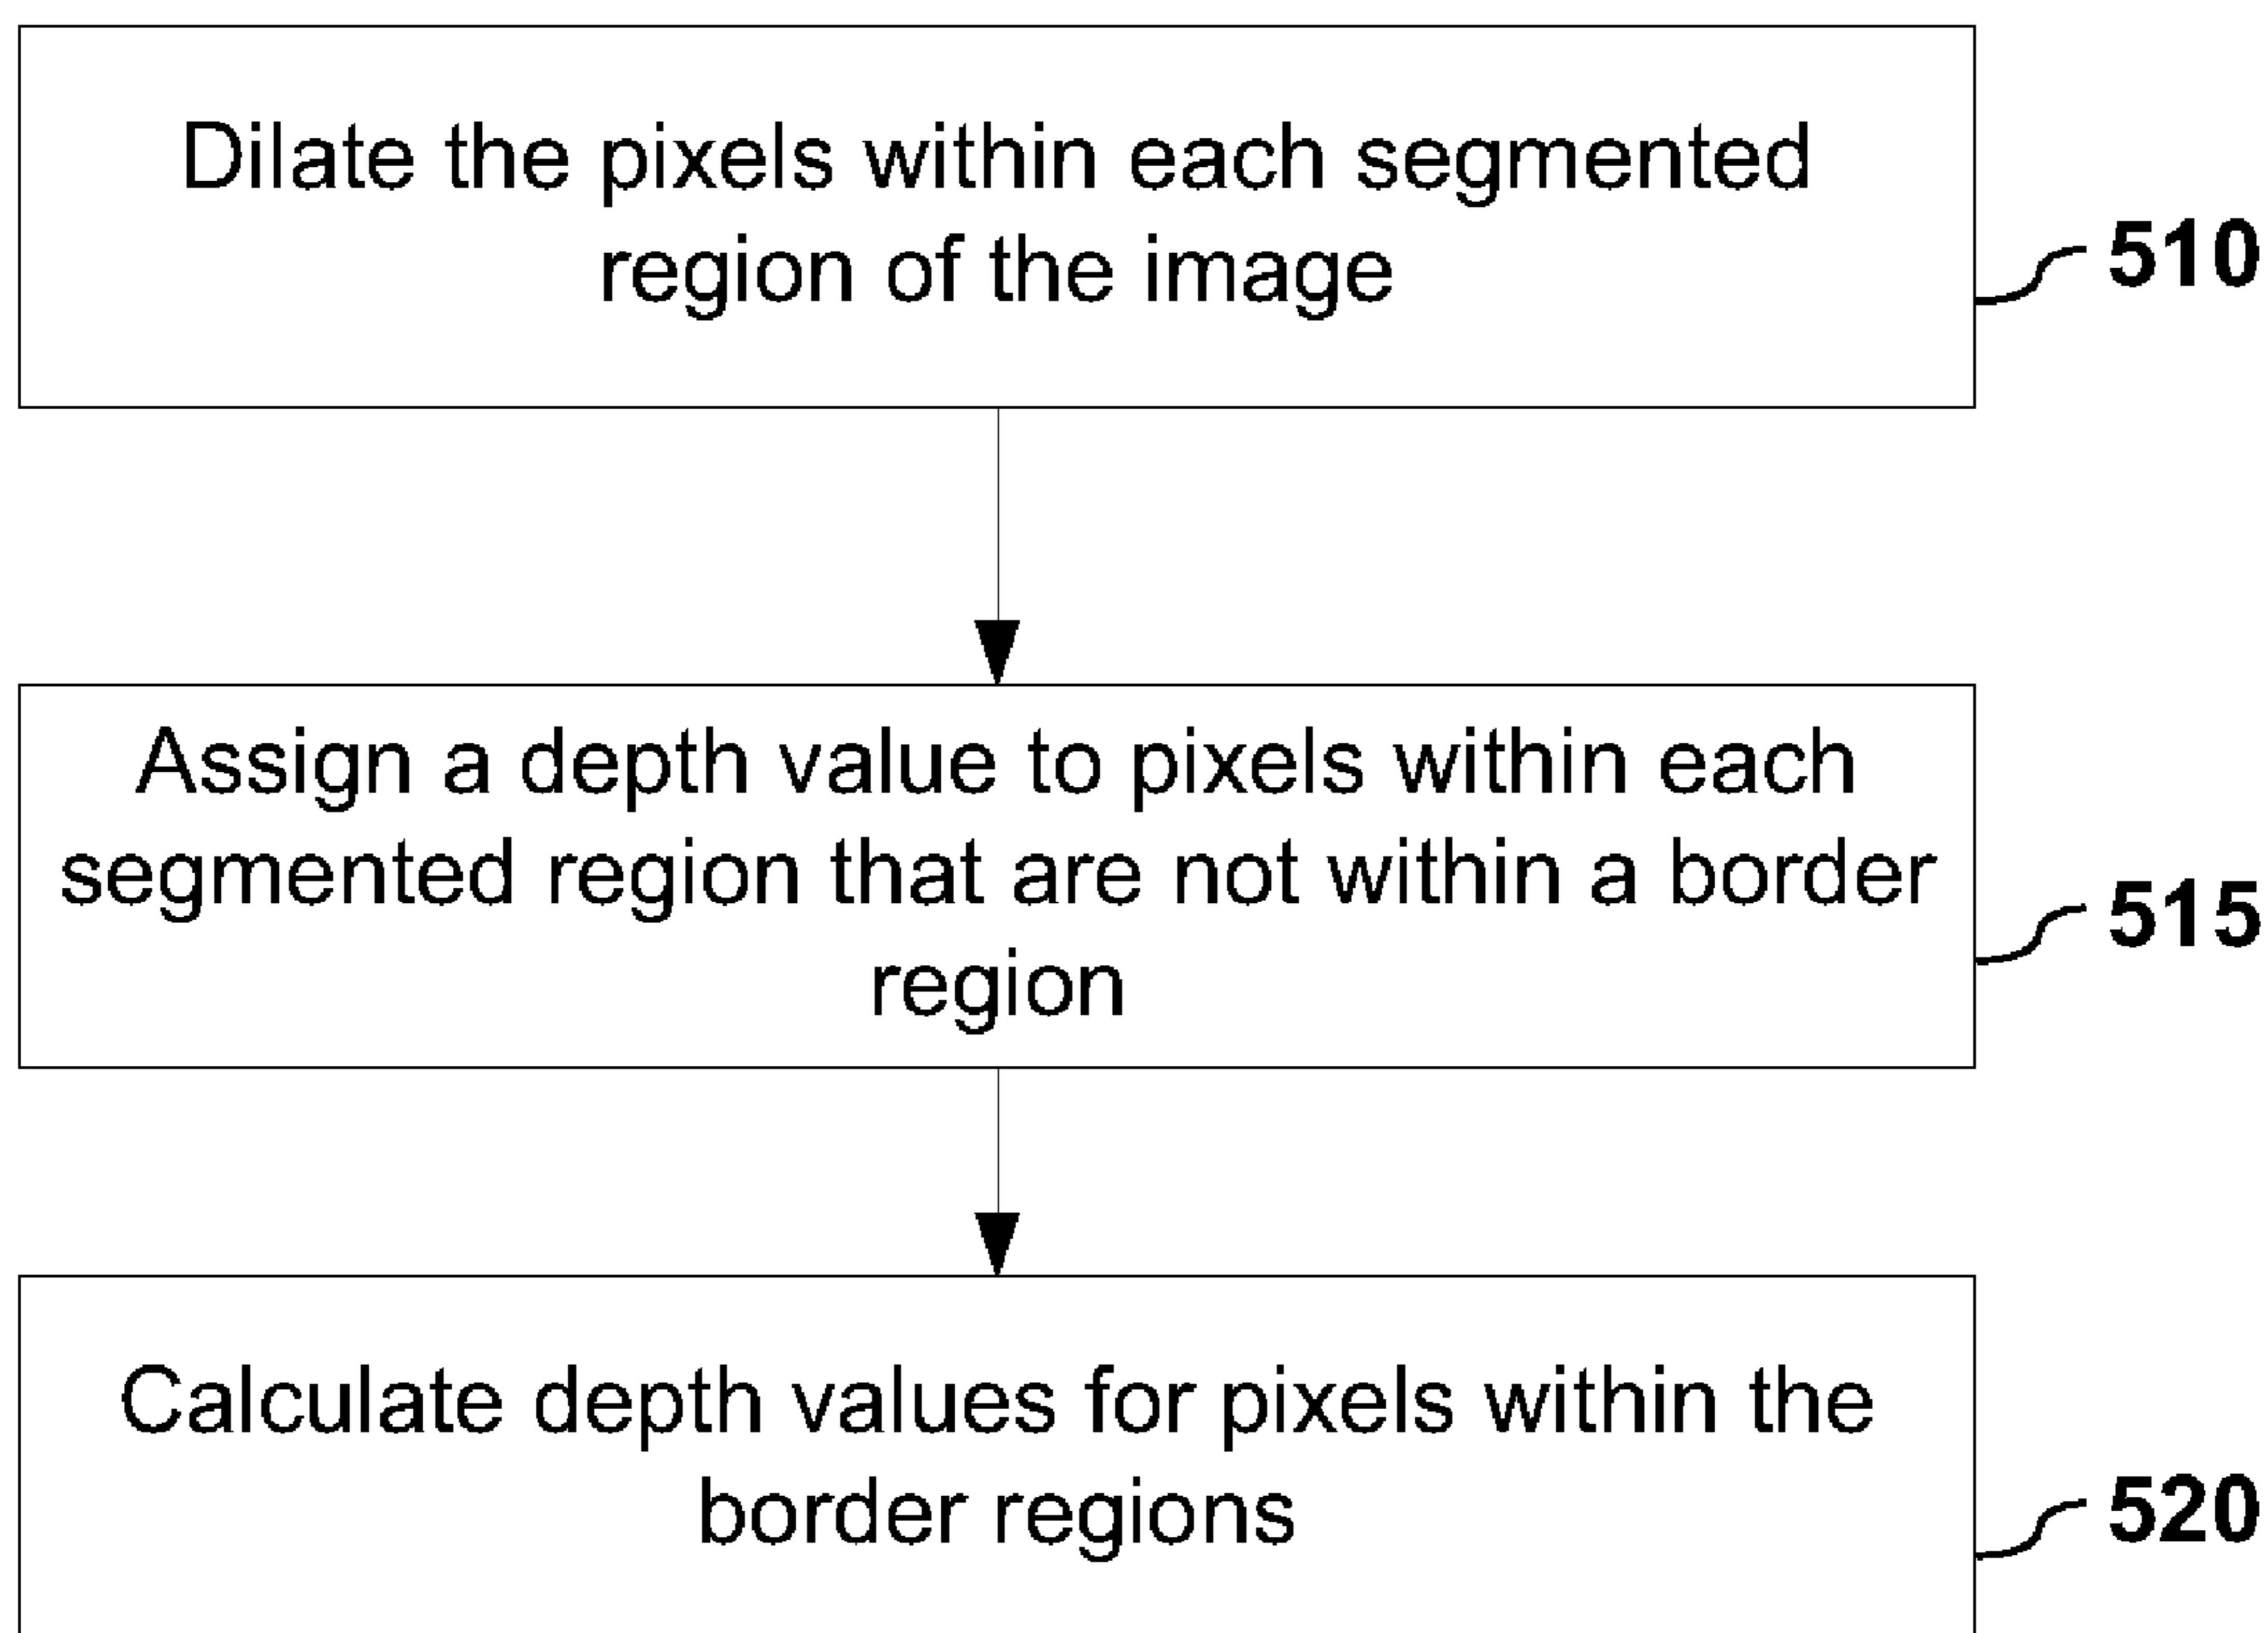 Dilate the pixels within each segmented
region of the image
510
Assign a depth value to pixels within each
segmented region that are not within a border
region
515
Calculate depth values for pixels within the
border regions
520